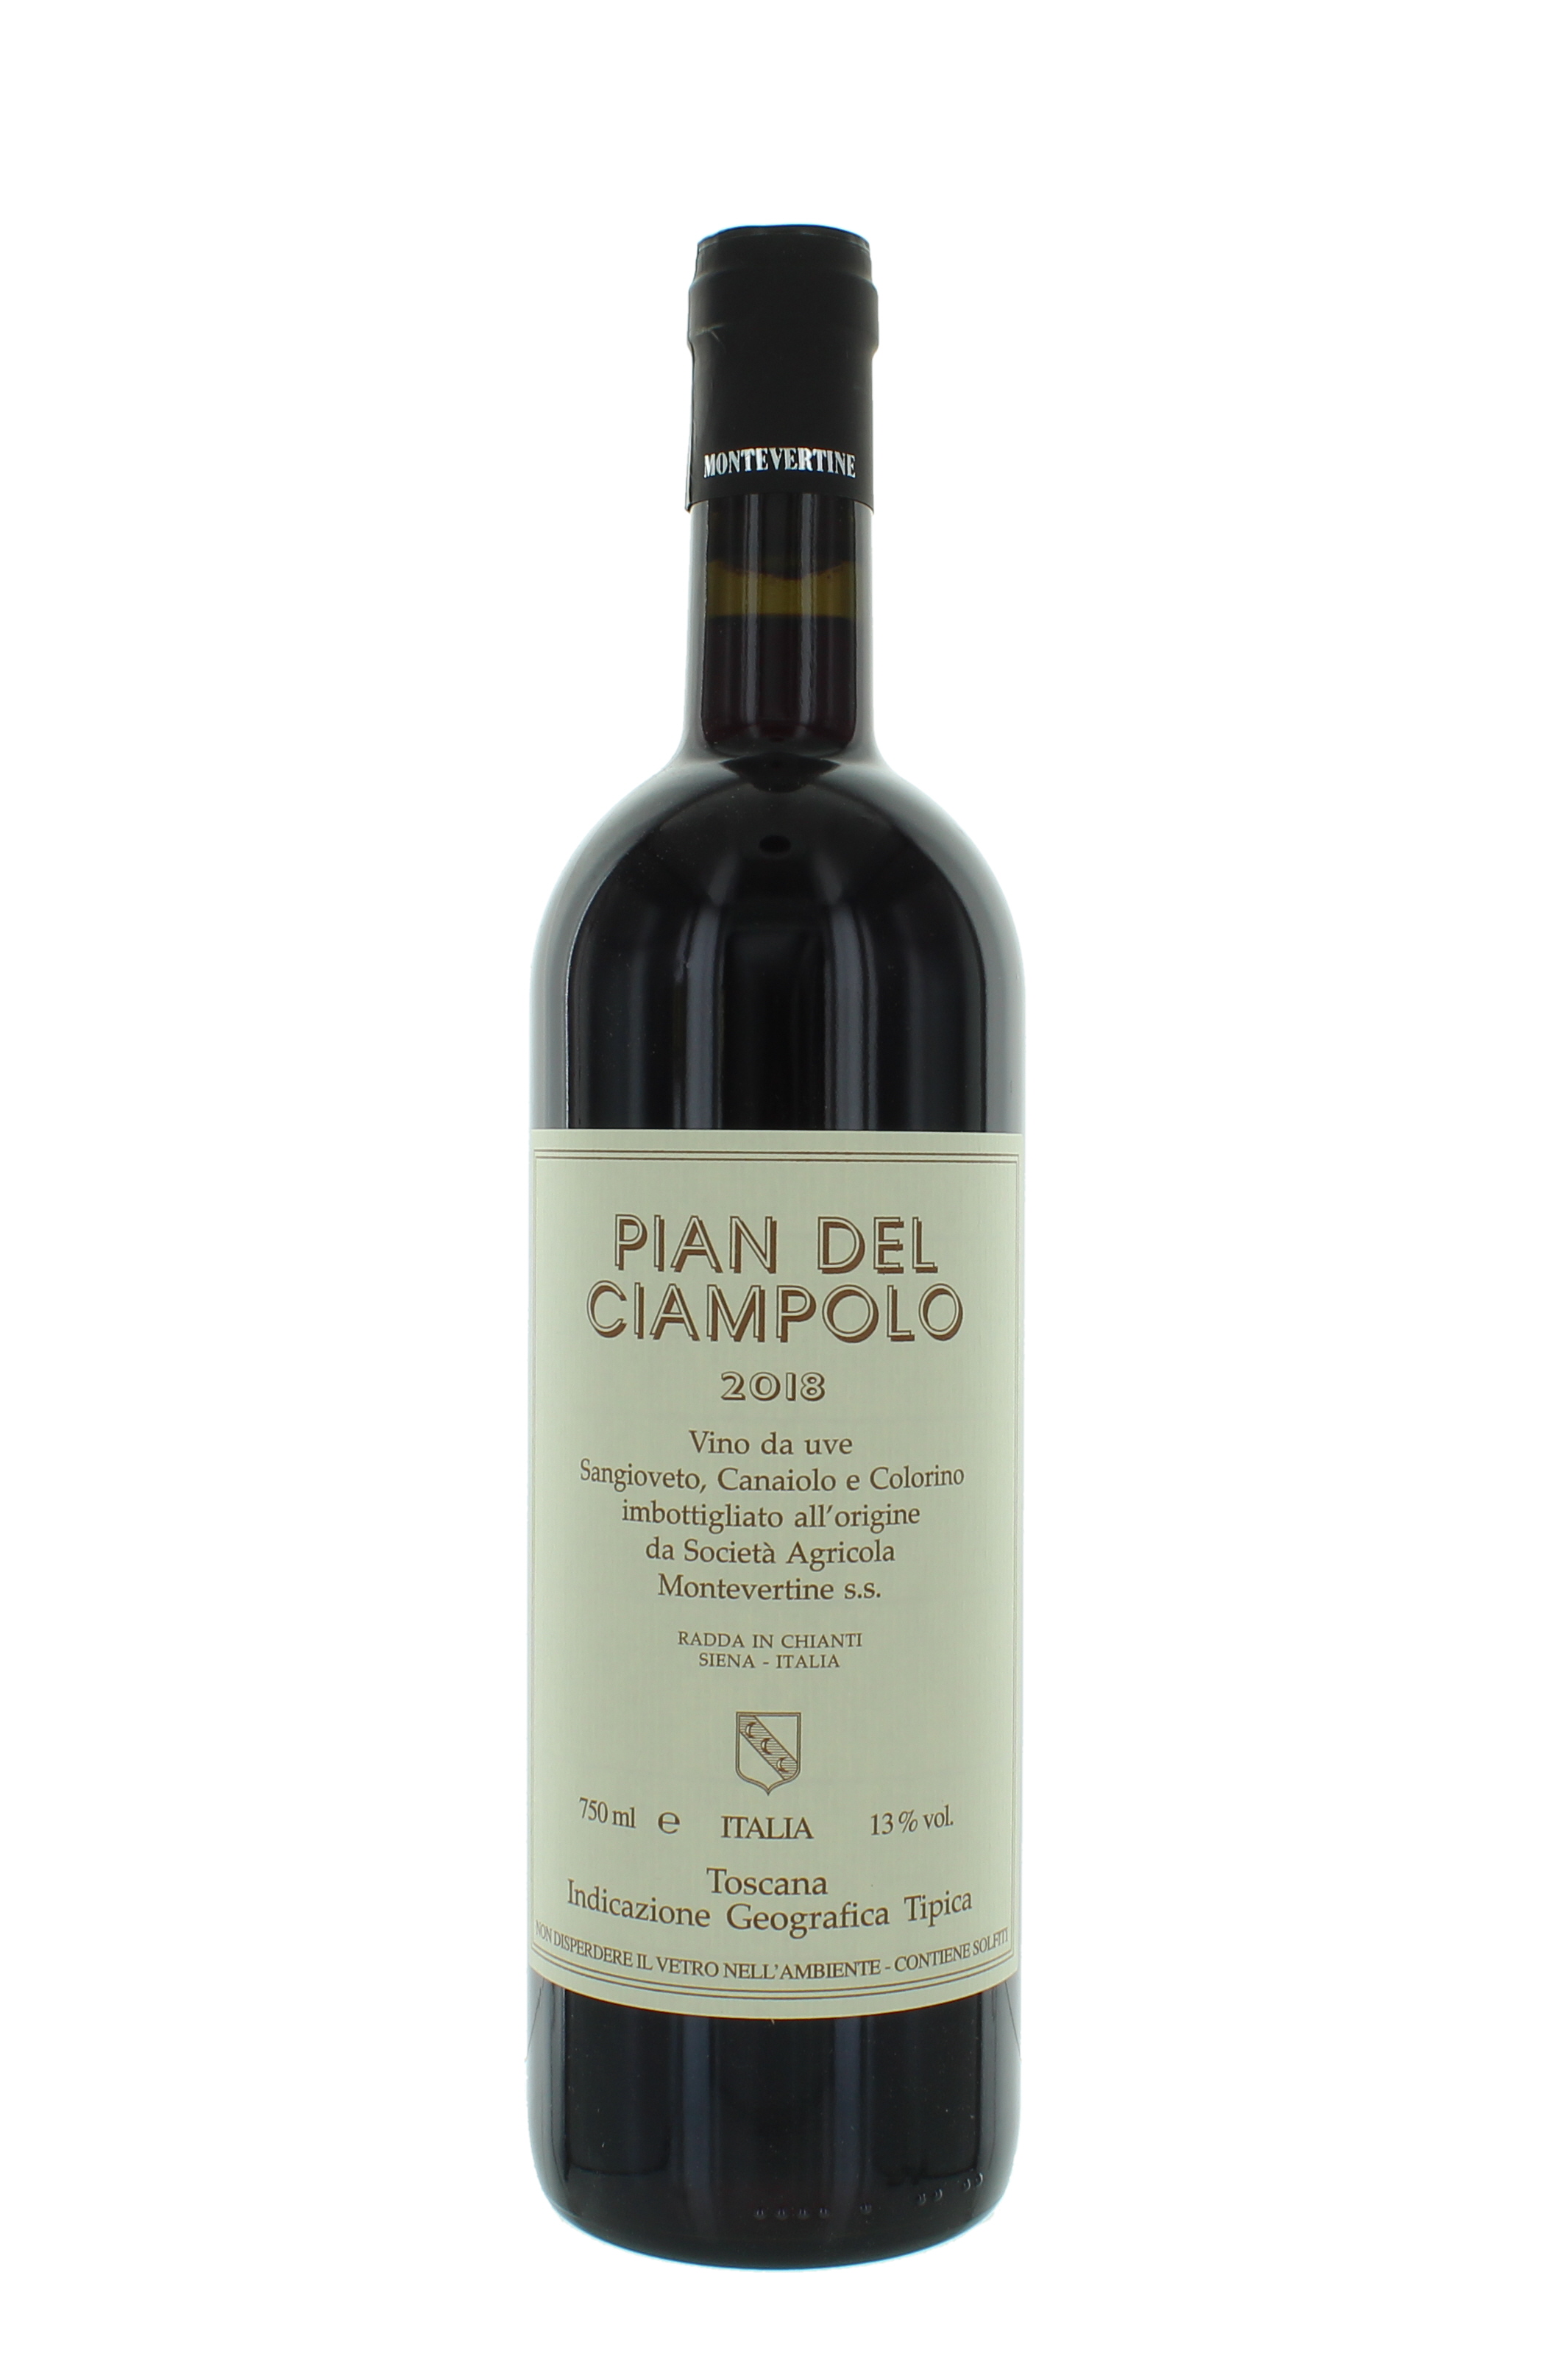 MONTEVERTINE
PIAN DEL
CIAMPOLO
2018
Vino da uve
Sangioveto, Canaiolo e Colorino
imbottigliato all'origine
da Società Agricola
Montevertine s.s.
RADDA IN CHIANTI
SIENA - ITALIA
750 ml ℮ ITALIA 13 % vol.
Toscana
Indicazione Geografica Tipica
NON DISPERDERE IL VETRO NELL'AMBIENTE - CONTIENE SOLFITI